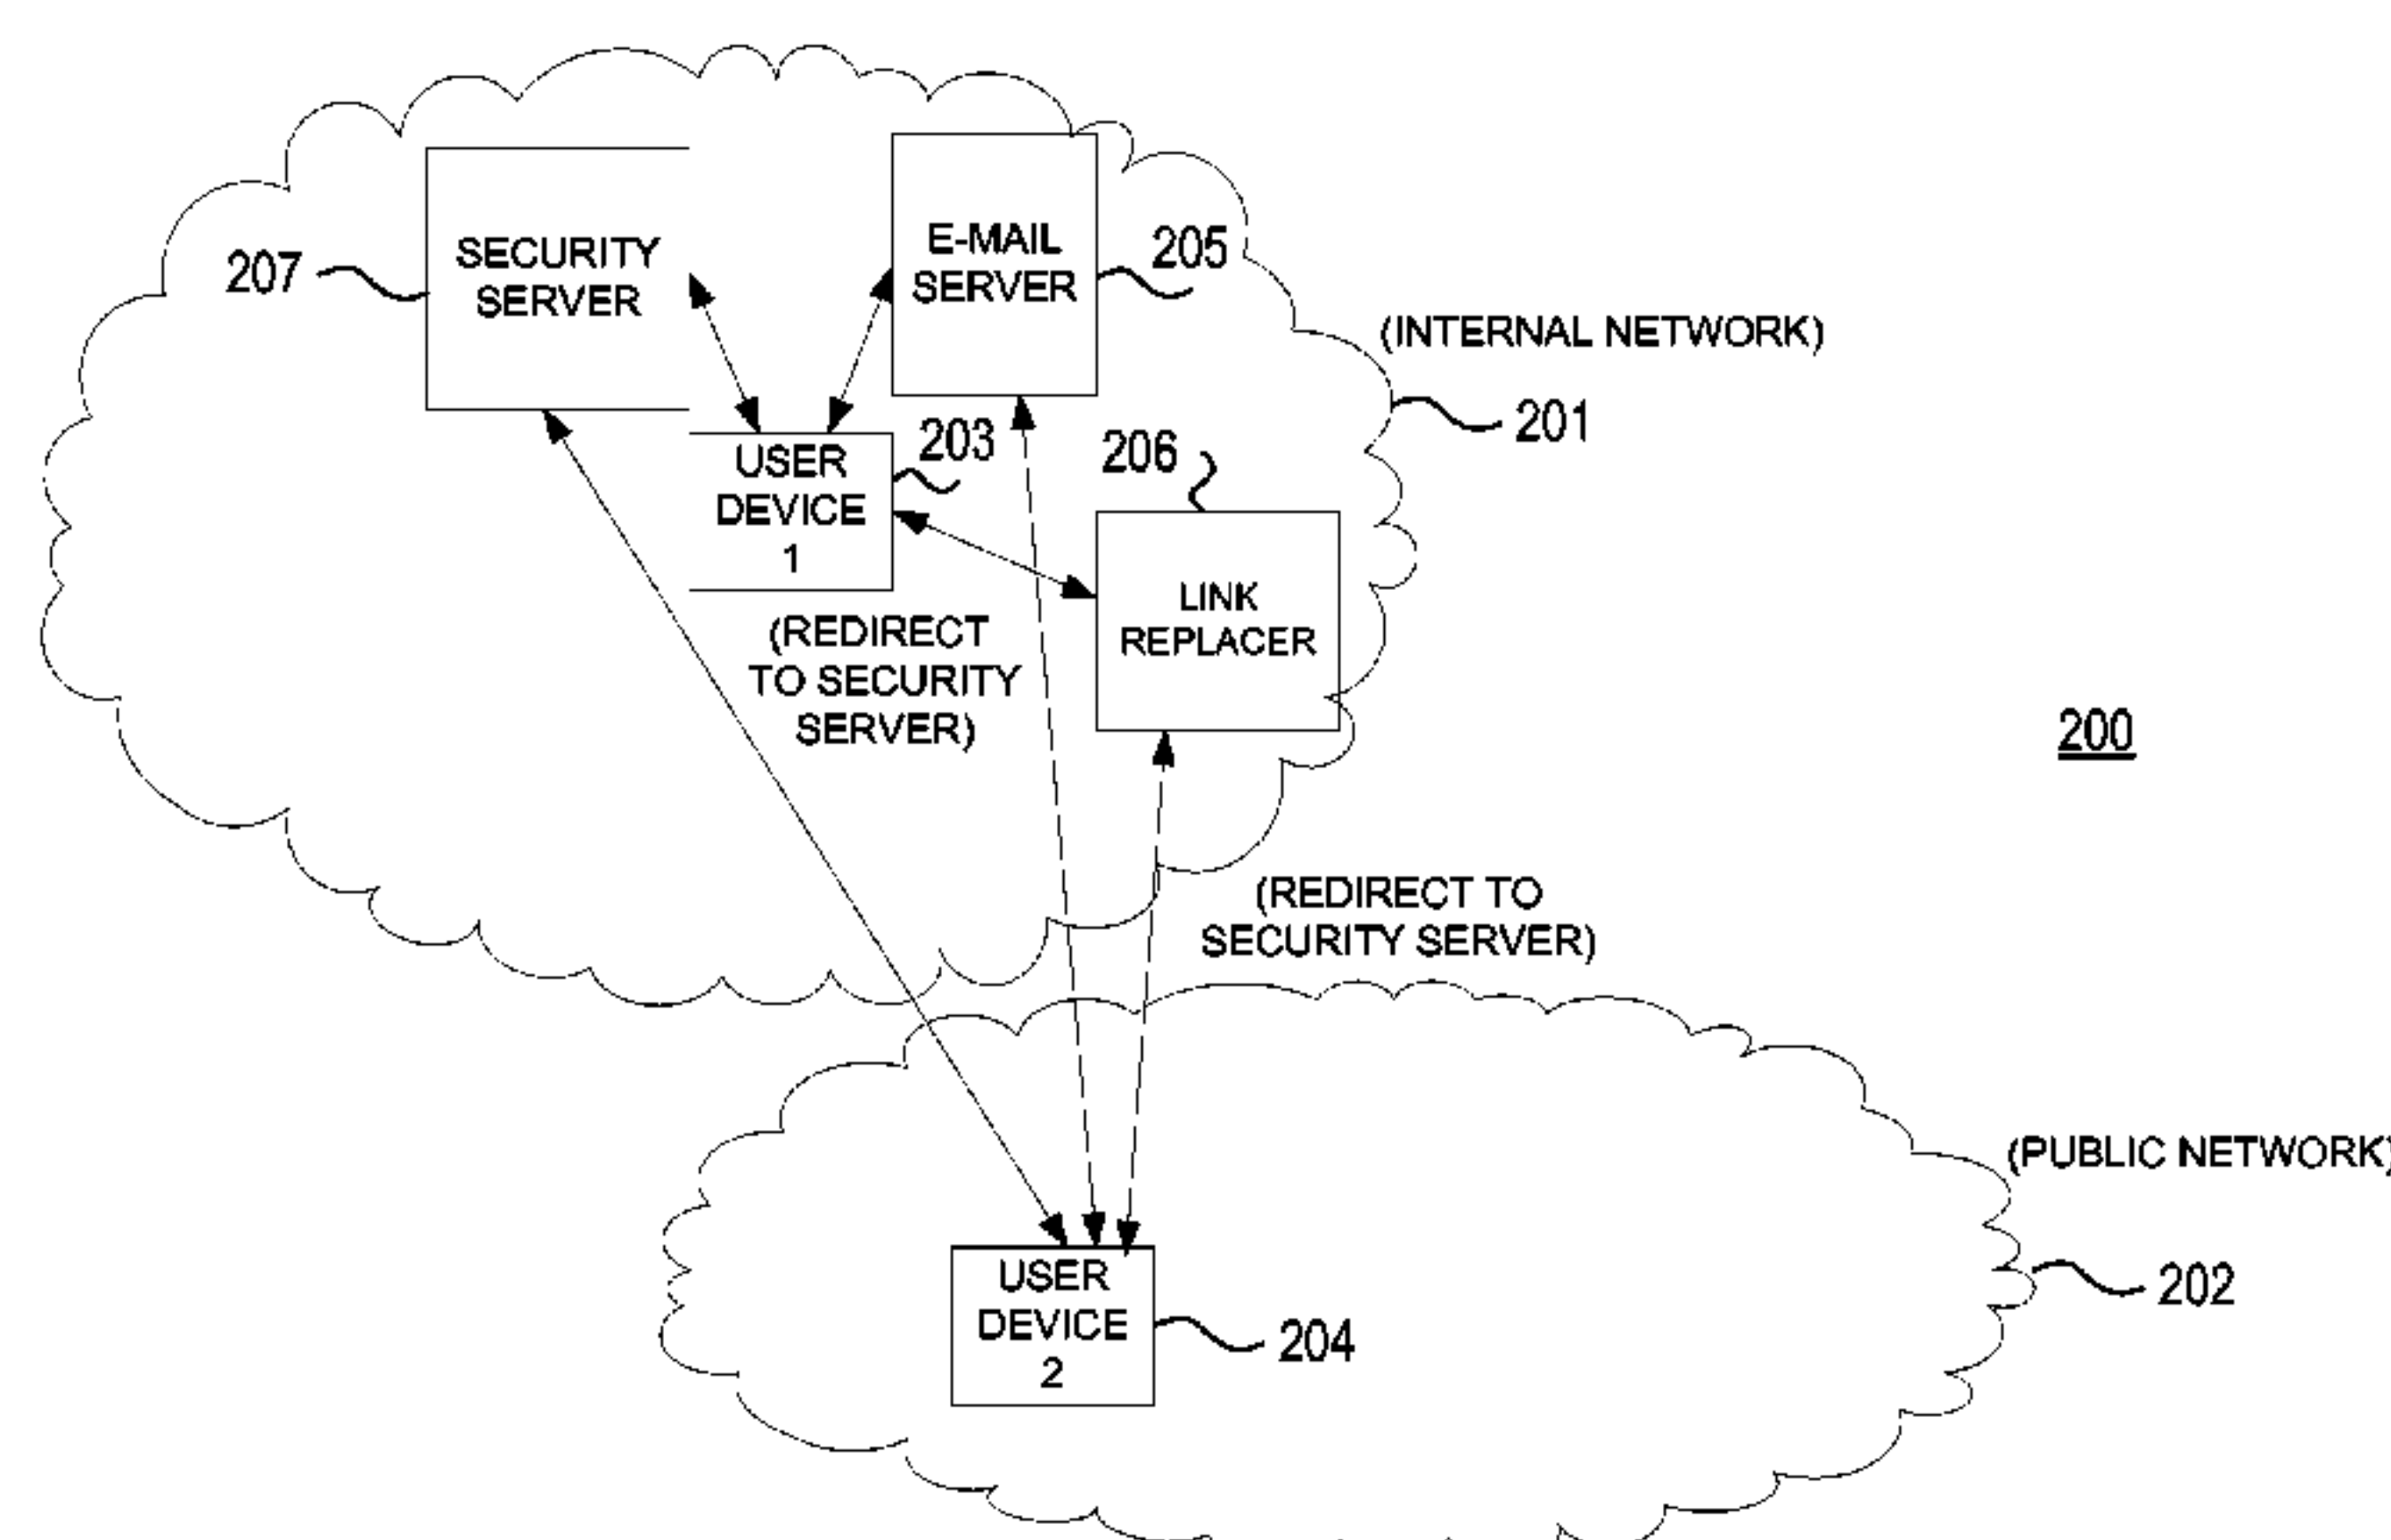 SECURITY
SERVER
207
E-MAIL
SERVER
205
(INTERNAL NETWORK)
201
USER
DEVICE
1
203
206
LINK
REPLACER
(REDIRECT
TO SECURITY
SERVER)
200
(REDIRECT TO
SECURITY SERVER)
(PUBLIC NETWORK)
202
USER
DEVICE
2
204